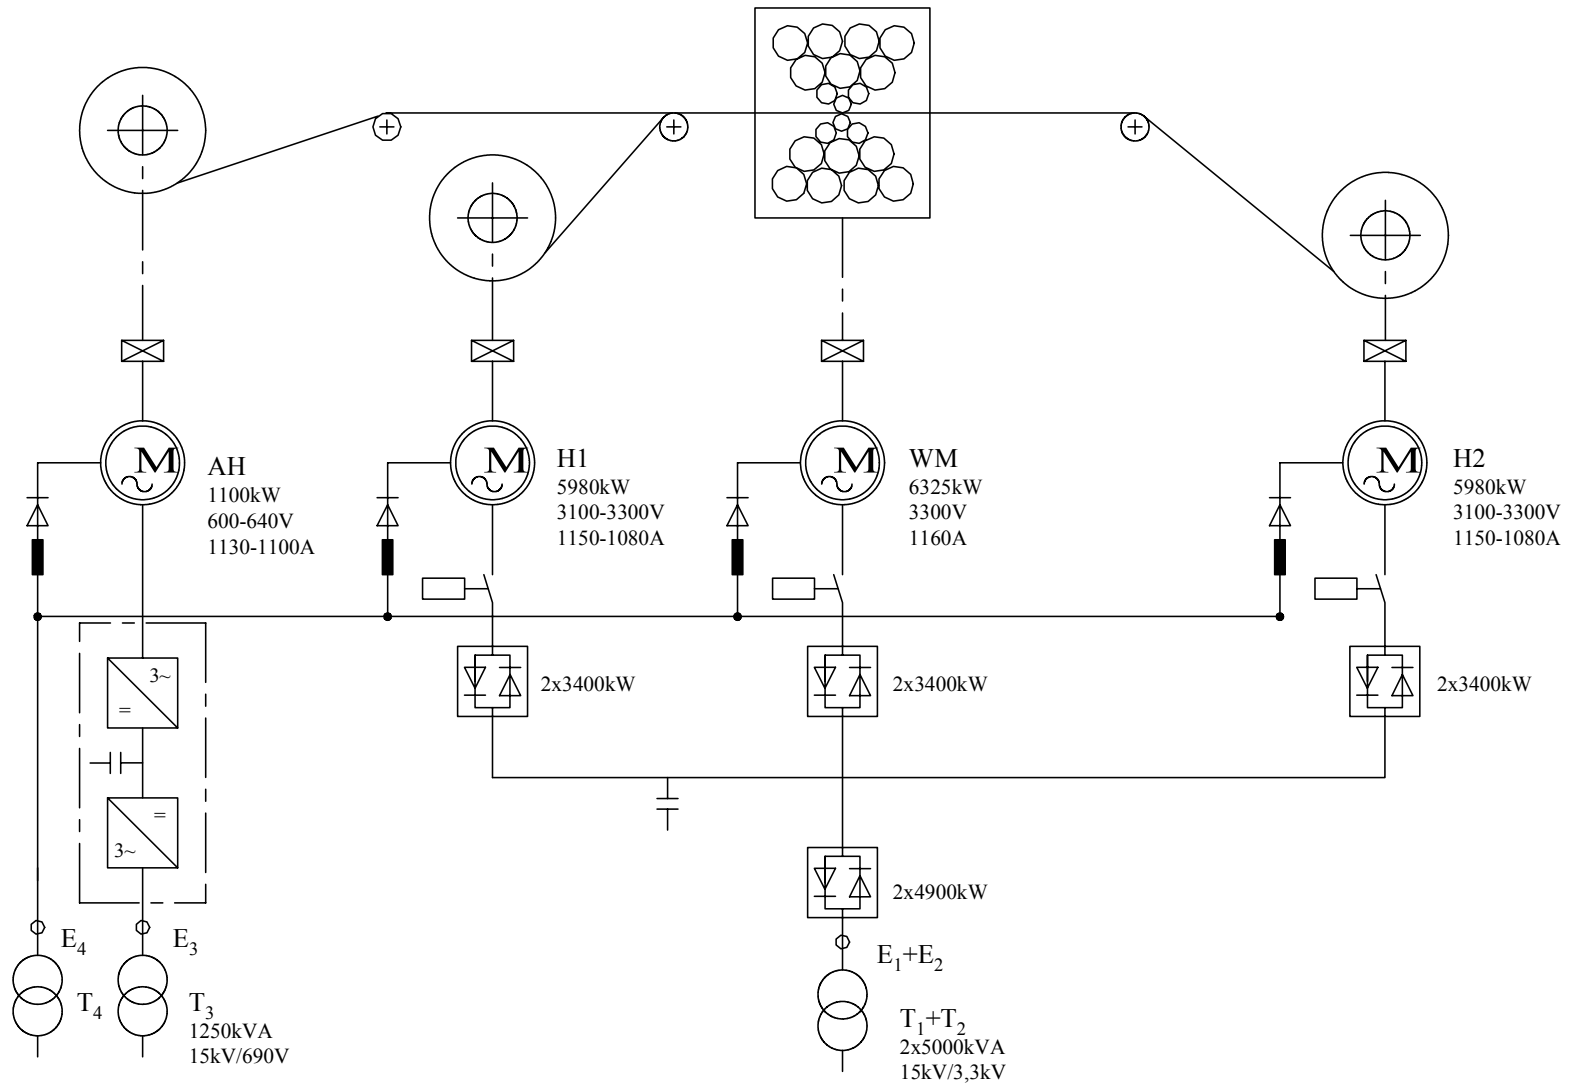 M
AH
1100kW
600-640V
1130-1100A
M
H1
5980kW
3100-3300V
1150-1080A
M
WM
6325kW
3300V
1160A
M
H2
5980kW
3100-3300V
1150-1080A
3~
=
2x3400kW
2x3400kW
2x3400kW
=
3~
2x4900kW
E4
E3
E1+E2
T4
T3
1250kVA
15kV/690V
T1+T2
2x5000kVA
15kV/3,3kV